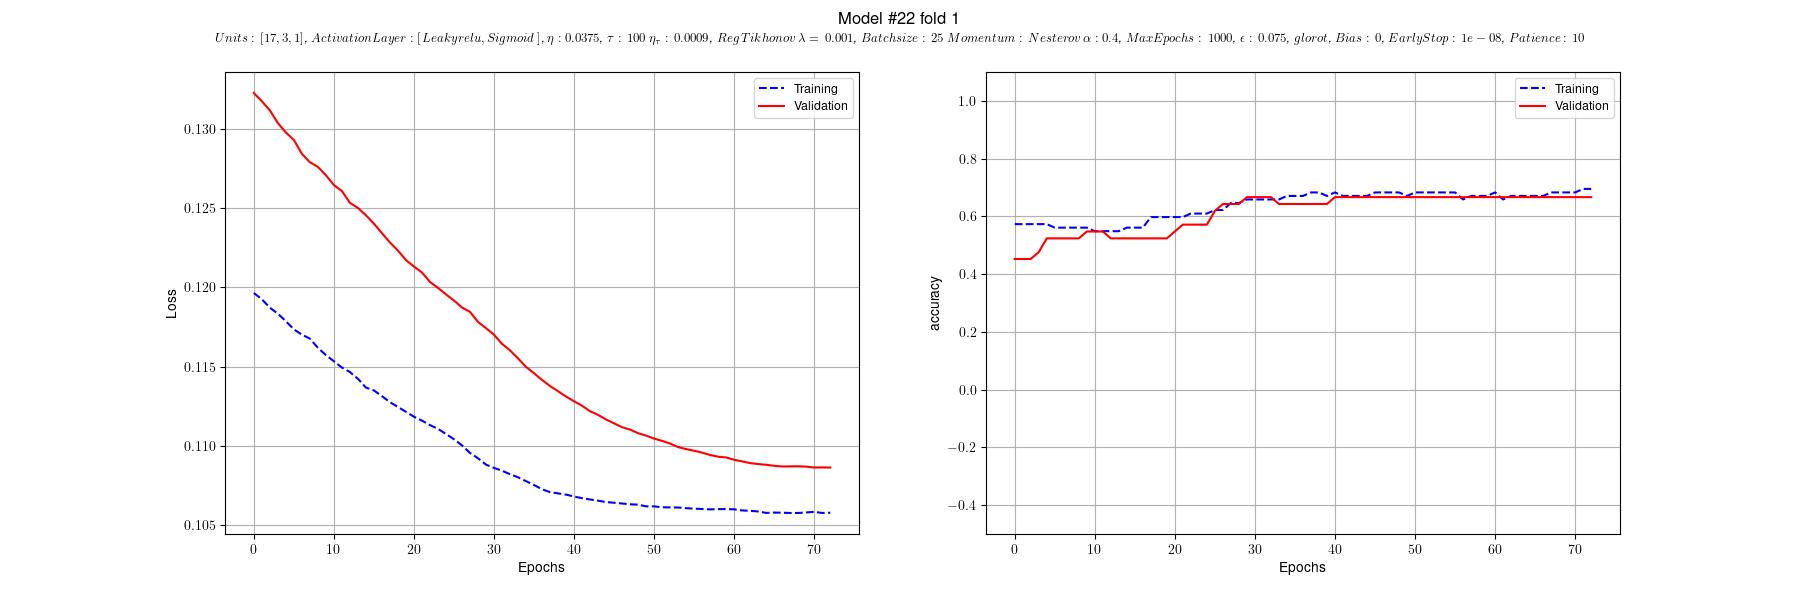 Model #22 fold 1
Units : [17, 3, 1], ActivationLayer : [Leakyrelu, Sigmoid ], η : 0.0375, τ : 100 ητ : 0.0009, RegTikhonov λ = 0.001, Batchsize : 25 Momentum : Nesterov α : 0.4, MaxEpochs : 1000, ϵ : 0.075, glorot, Bias : 0, EarlyStop : 1e − 08, Patience : 10
Training
Validation
0.130
0.125
0.120
0.115
0.110
0.105
Loss
0 10 20 30 40 50 60 70
Epochs
Training
Validation
1.0
0.8
0.6
0.4
0.2
0.0
−0.2
−0.4
accuracy
0 10 20 30 40 50 60 70
Epochs